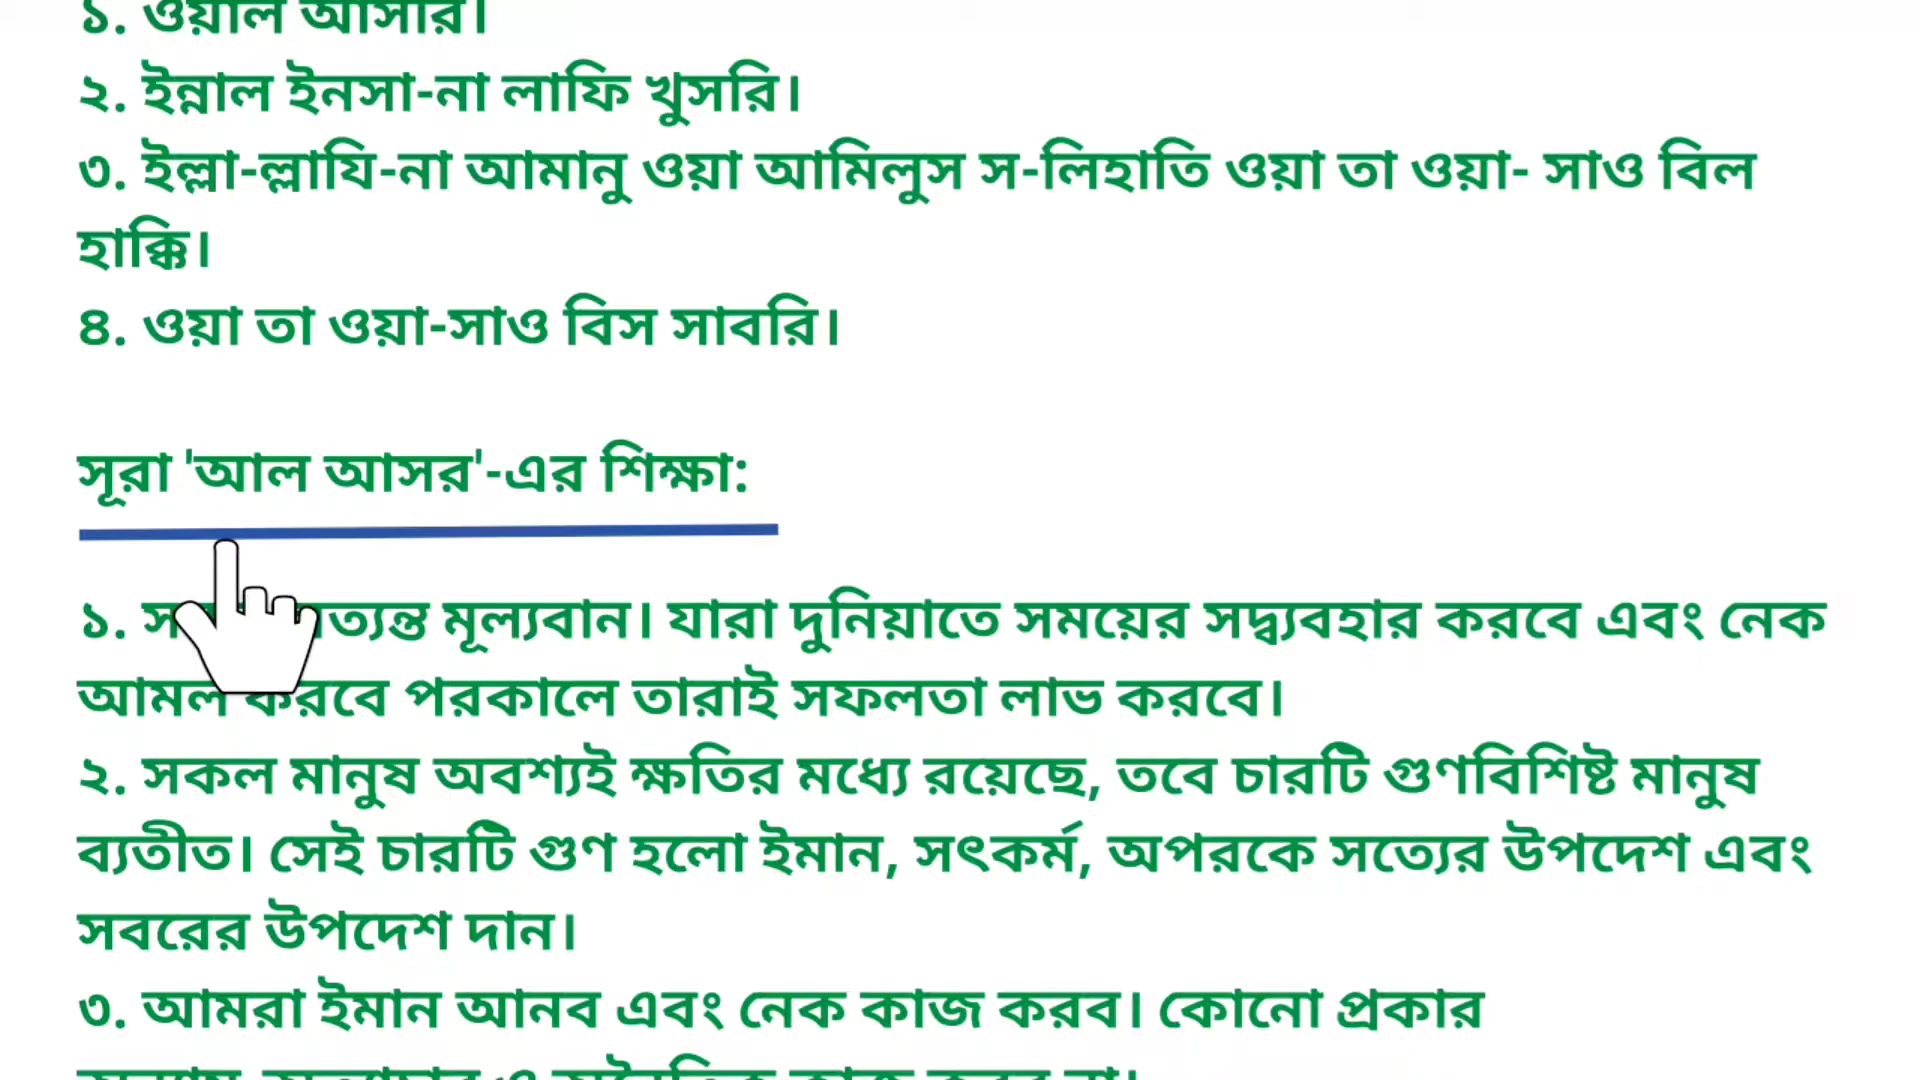 ১. ওয়াল আসরি।
২. ইন্নাল ইনসা-না লাফি খুসরি।
৩. ইল্লা-ল্লাযি-না আমানু ওয়া আমিলুস স-লিহাতি ওয়া তা ওয়া- সাও বিল
হাক্কি।
৪. ওয়া তা ওয়া-সাও বিস সাবরি।
সূরা 'আল আসর'-এর শিক্ষা:
১. মূল্যবান। যারা দুনিয়াতে সময়ের সদ্ব্যবহার করবে এবং নেক
আমল করবে পরকালে তারাই সফলতা লাভ করবে।
২. সকল মানুষ অবশ্যই ক্ষতির মধ্যে রয়েছে, তবে চারটি গুণবিশিষ্ট মানুষ
ব্যতীত। সেই চারটি গুণ হলো ইমান, সৎকর্ম, অপরকে সত্যের উপদেশ এবং
সবরের উপদেশ দান।
৩. আমরা ইমান আনব এবং নেক কাজ করব। কোনো প্রকার